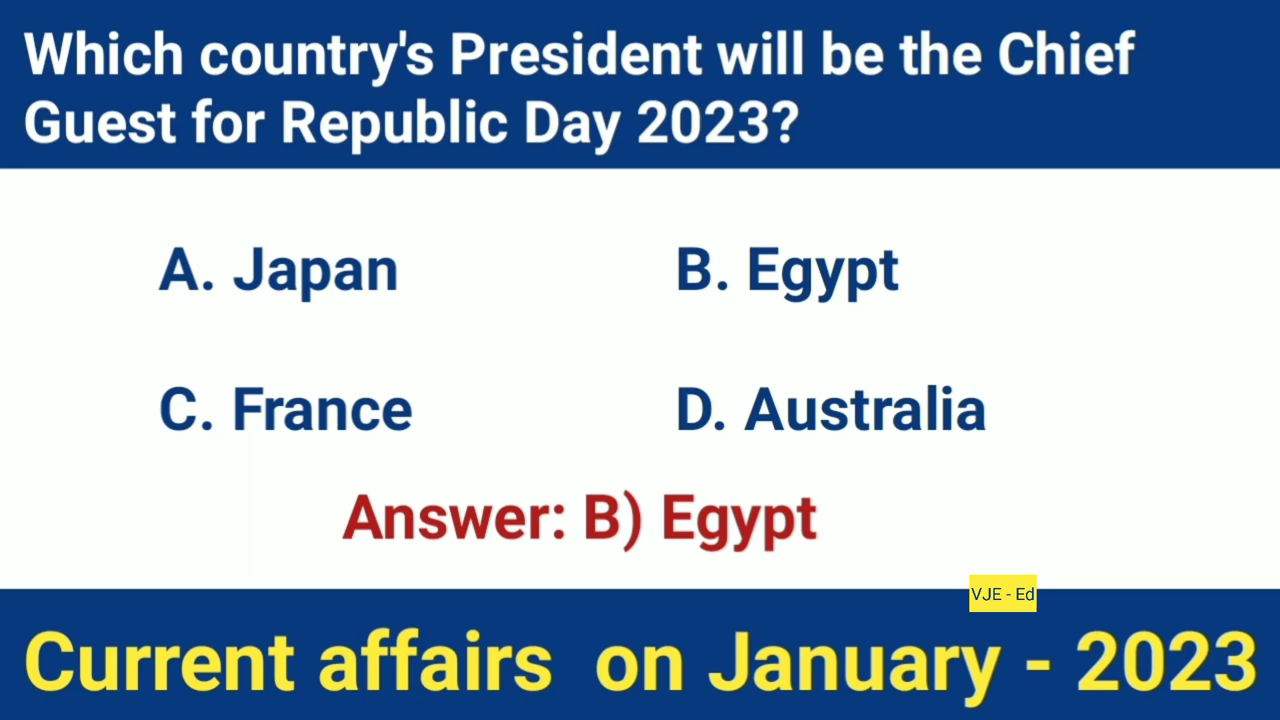 Which country's President will be the Chief
Guest for Republic Day 2023?
A. Japan
B. Egypt
C. France
D. Australia
Answer: B) Egypt
VJE - Ed
Current affairs on January - 2023